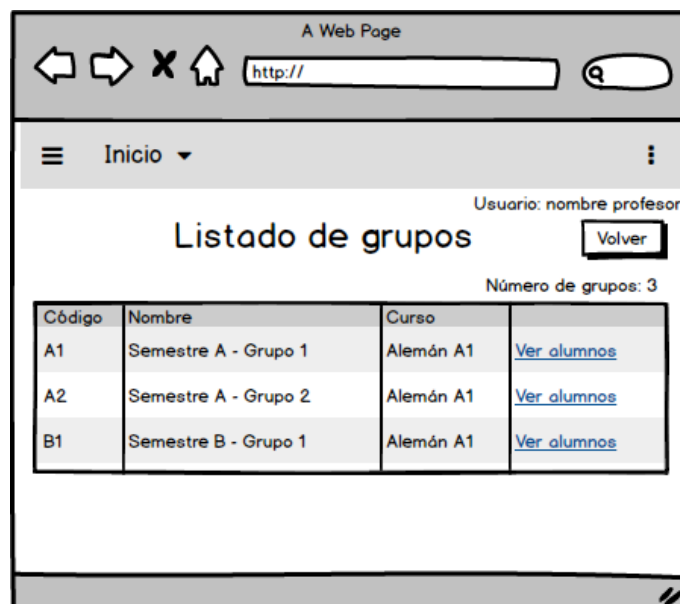 A Web Page
http://
Inicio
Usuario: nombre profesor
Listado de grupos
Volver
Número de grupos: 3
Código Nombre Curso
A1 Semestre A - Grupo 1 Alemán A1 Ver alumnos
A2 Semestre A - Grupo 2 Alemán A1 Ver alumnos
B1 Semestre B - Grupo 1 Alemán A1 Ver alumnos